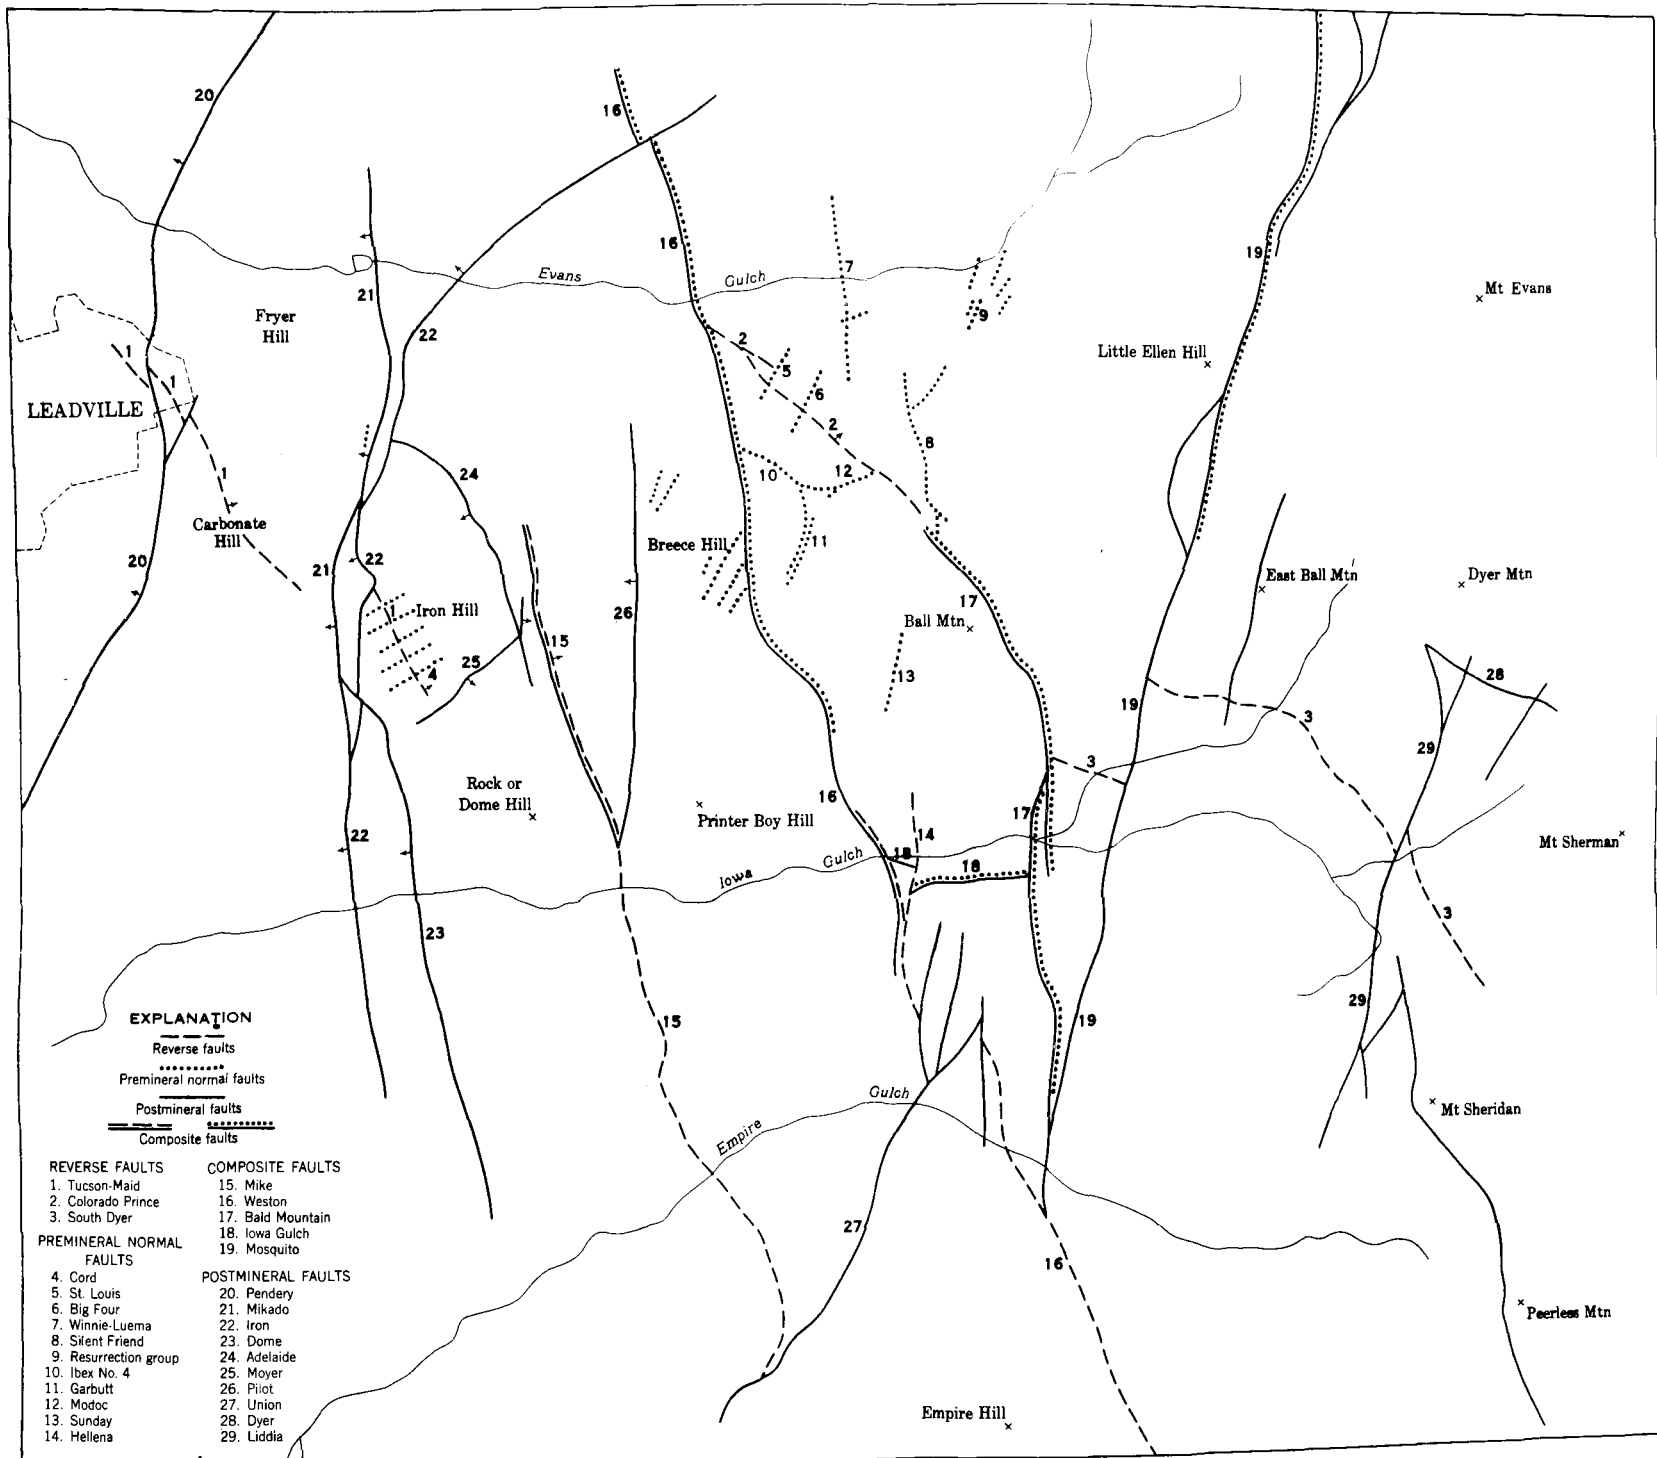 20
16
16
19
7
Evans
Gulch
21
Mt Evans
9
Fryer
Hill
22
2
1
Little Ellen Hill
5
1
6
LEADVILLE
2
8
1
24
10
12
Carbonate
Hill
11
Breece Hill
20
21
22
East Ball Mtn
Dyer Mtn
17
1
Iron Hill
26
Ball Mtn
15
25
4
13
28
19
3
29
3
Rock or
Dome Hill
16
17
Printer Boy Hill
14
Mt Sherman
22
18
Gulch
18
Iowa
3
23
29
15
19
EXPLANATION
Reverse faults
Premineral normal faults
Postmineral faults
Composite faults
Gulch
Mt Sheridan
Empire
27
16
Peerless Mtn
Empire Hill
REVERSE FAULTS
1. Tucson-Maid
2. Colorado Prince
3. South Dyer
PREMINERAL NORMAL
FAULTS
4. Cord
5. St. Louis
6. Big Four
7. Winnie-Luema
8. Silent Friend
9. Resurrection group
10. Ibex No. 4
11. Garbutt
12. Modoc
13. Sunday
14. Hellena
COMPOSITE FAULTS
15. Mike
16. Weston
17. Bald Mountain
18. Iowa Gulch
19. Mosquito
POSTMINERAL FAULTS
20. Pendery
21. Mikado
22. Iron
23. Dome
24. Adelaide
25. Moyer
26. Pilot
27. Union
28. Dyer
29. Liddia